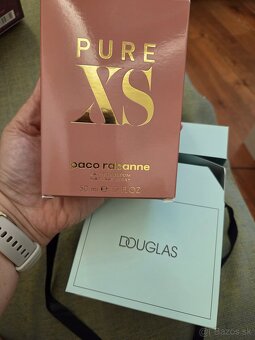 PURE
XS
paco rabanne
DOUGLAS
Bazos.sk